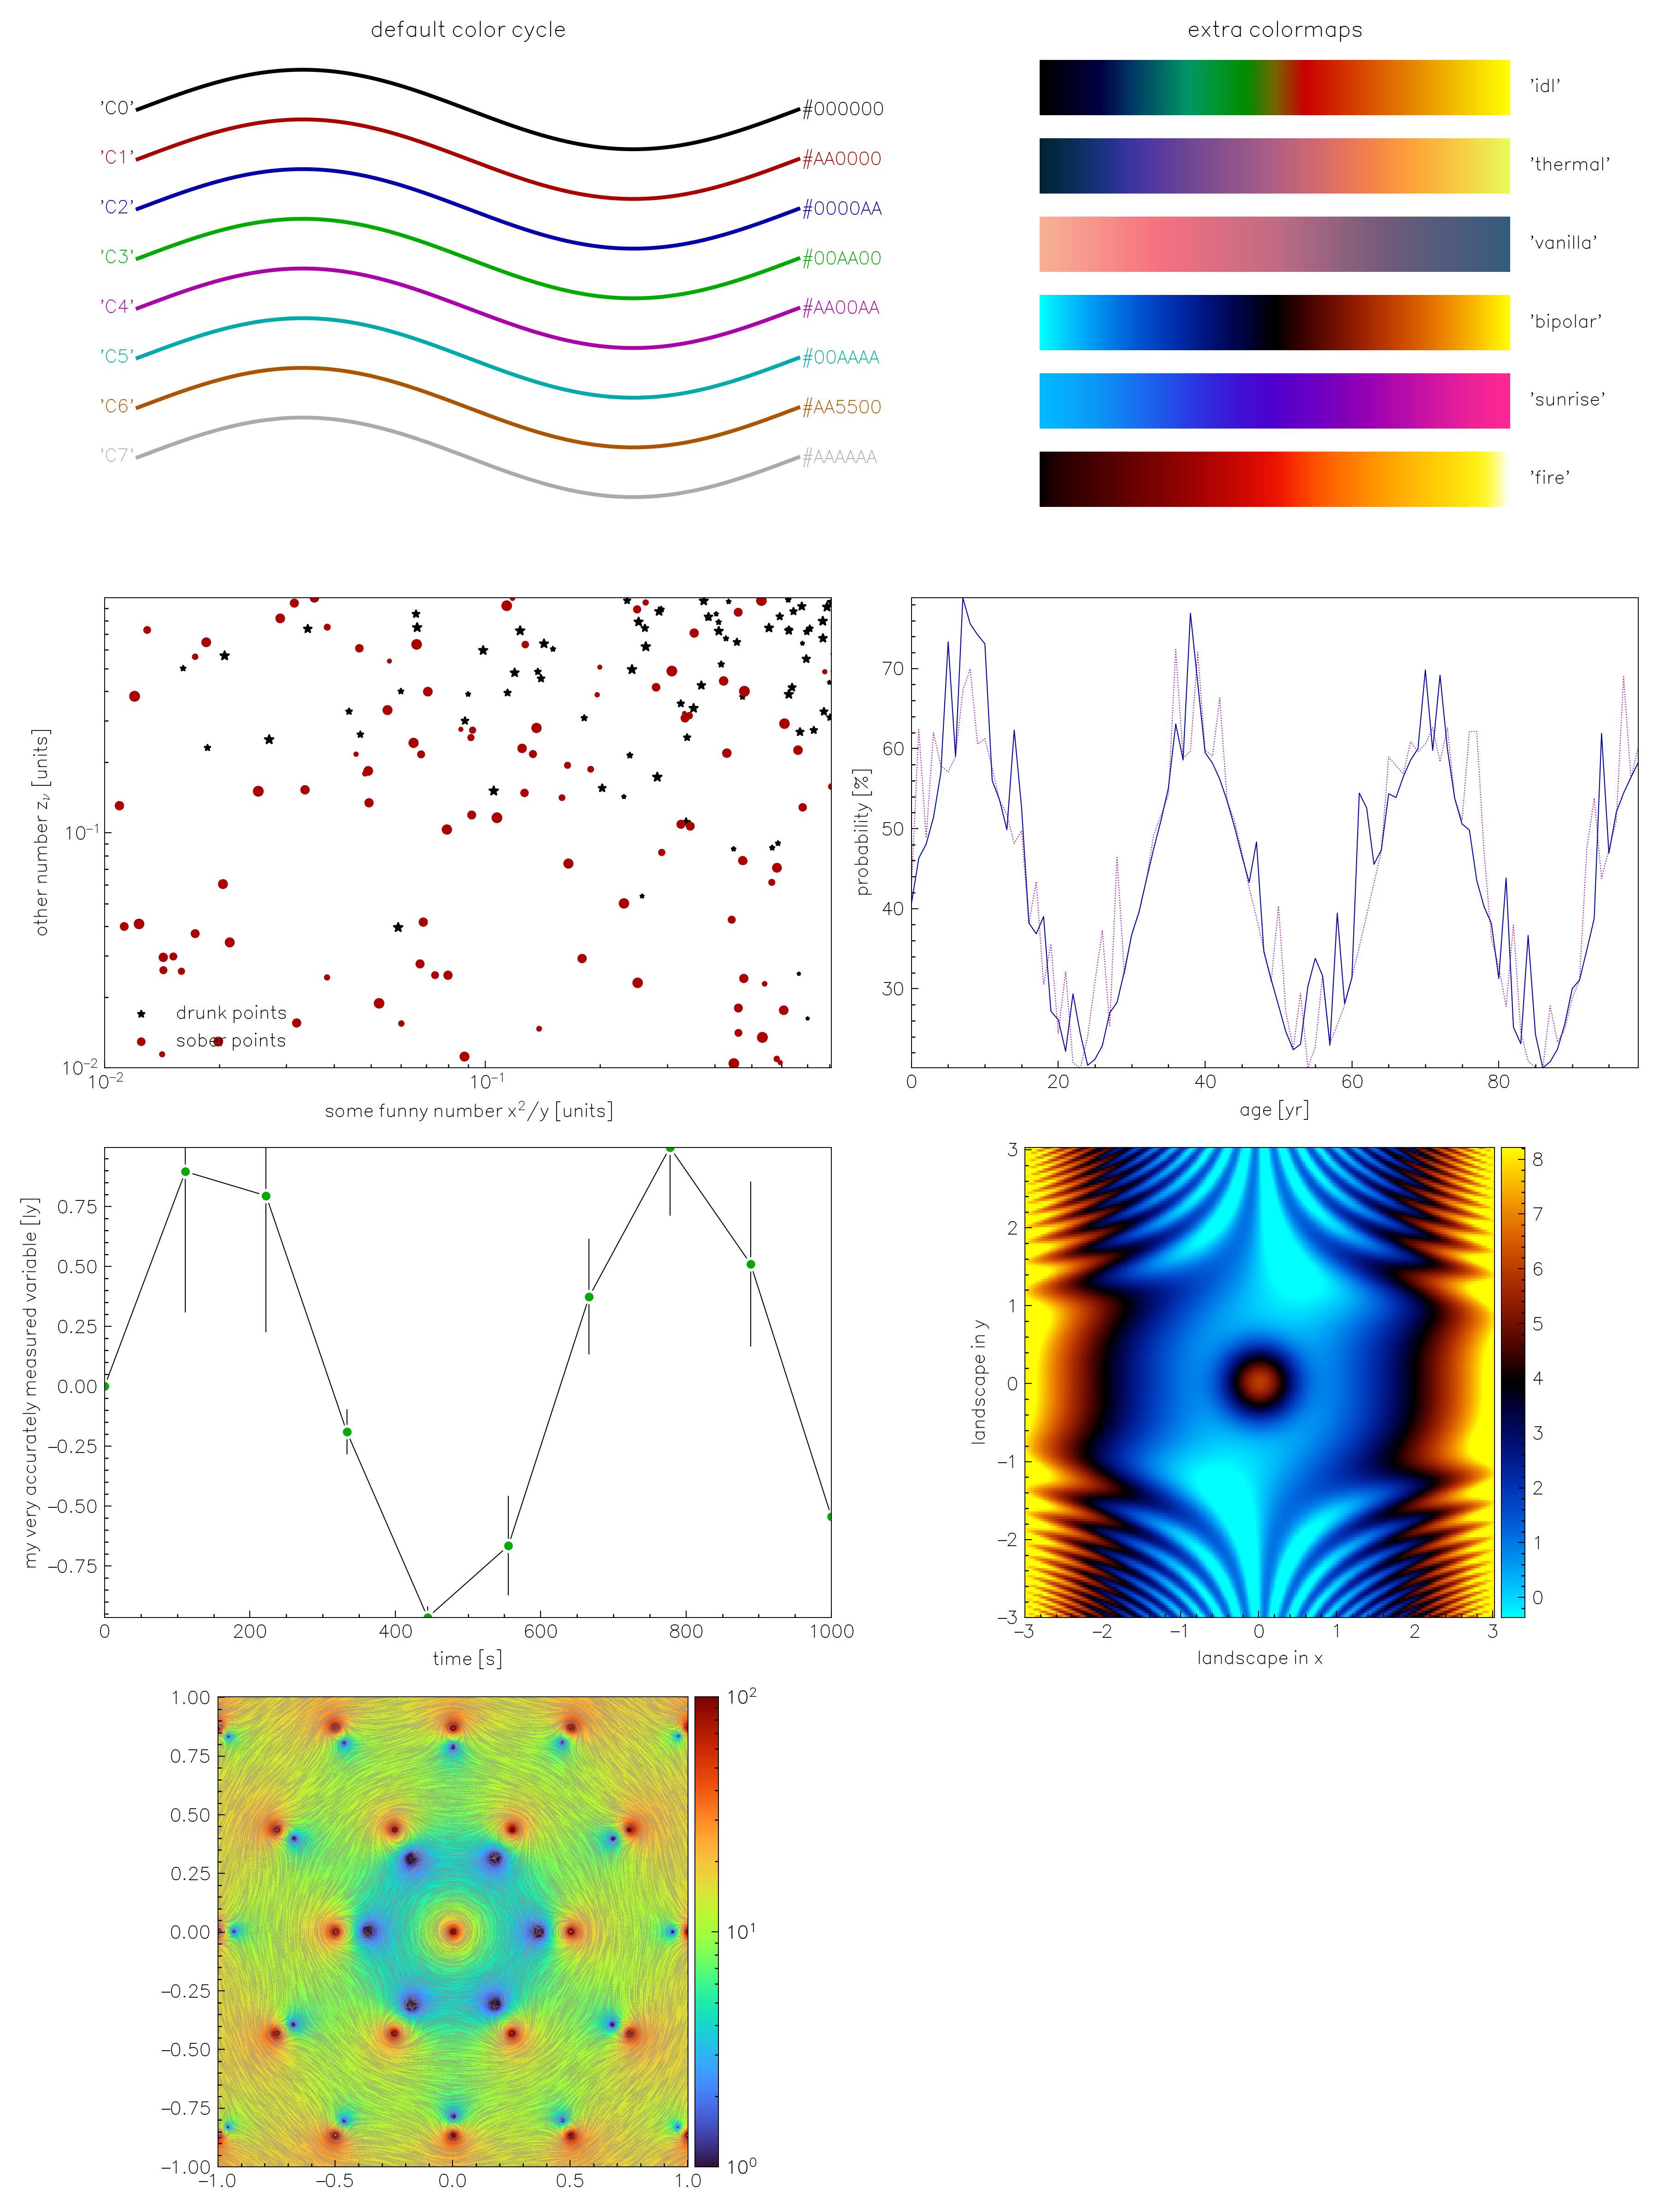 default color cycle
'C0' #000000
'C1' #AA0000
'C2' #0000AA
'C3' #00AA00
'C4' #AA00AA
'C5' #00AAAA
'C6' #AA5500
'C7' #AAAAAA
extra colormaps
'idl'
'thermal'
'vanilla'
'bipolar'
'sunrise'
'fire'
other number z_ν [units]
10⁻¹
10⁻²
drunk points
sober points
10⁻² 10⁻¹
some funny number x²/y [units]
probability [%]
70
60
50
40
30
0 20 40 60 80
age [yr]
my very accurately measured variable [ly]
0.75
0.50
0.25
0.00
−0.25
−0.50
−0.75
0 200 400 600 800 1000
time [s]
landscape in y
3
2
1
0
−1
−2
−3
−3 −2 −1 0 1 2 3
landscape in x
8
7
6
5
4
3
2
1
0
1.00
0.75
0.50
0.25
0.00
−0.25
−0.50
−0.75
−1.00
−1.0 −0.5 0.0 0.5 1.0
10²
10¹
10⁰